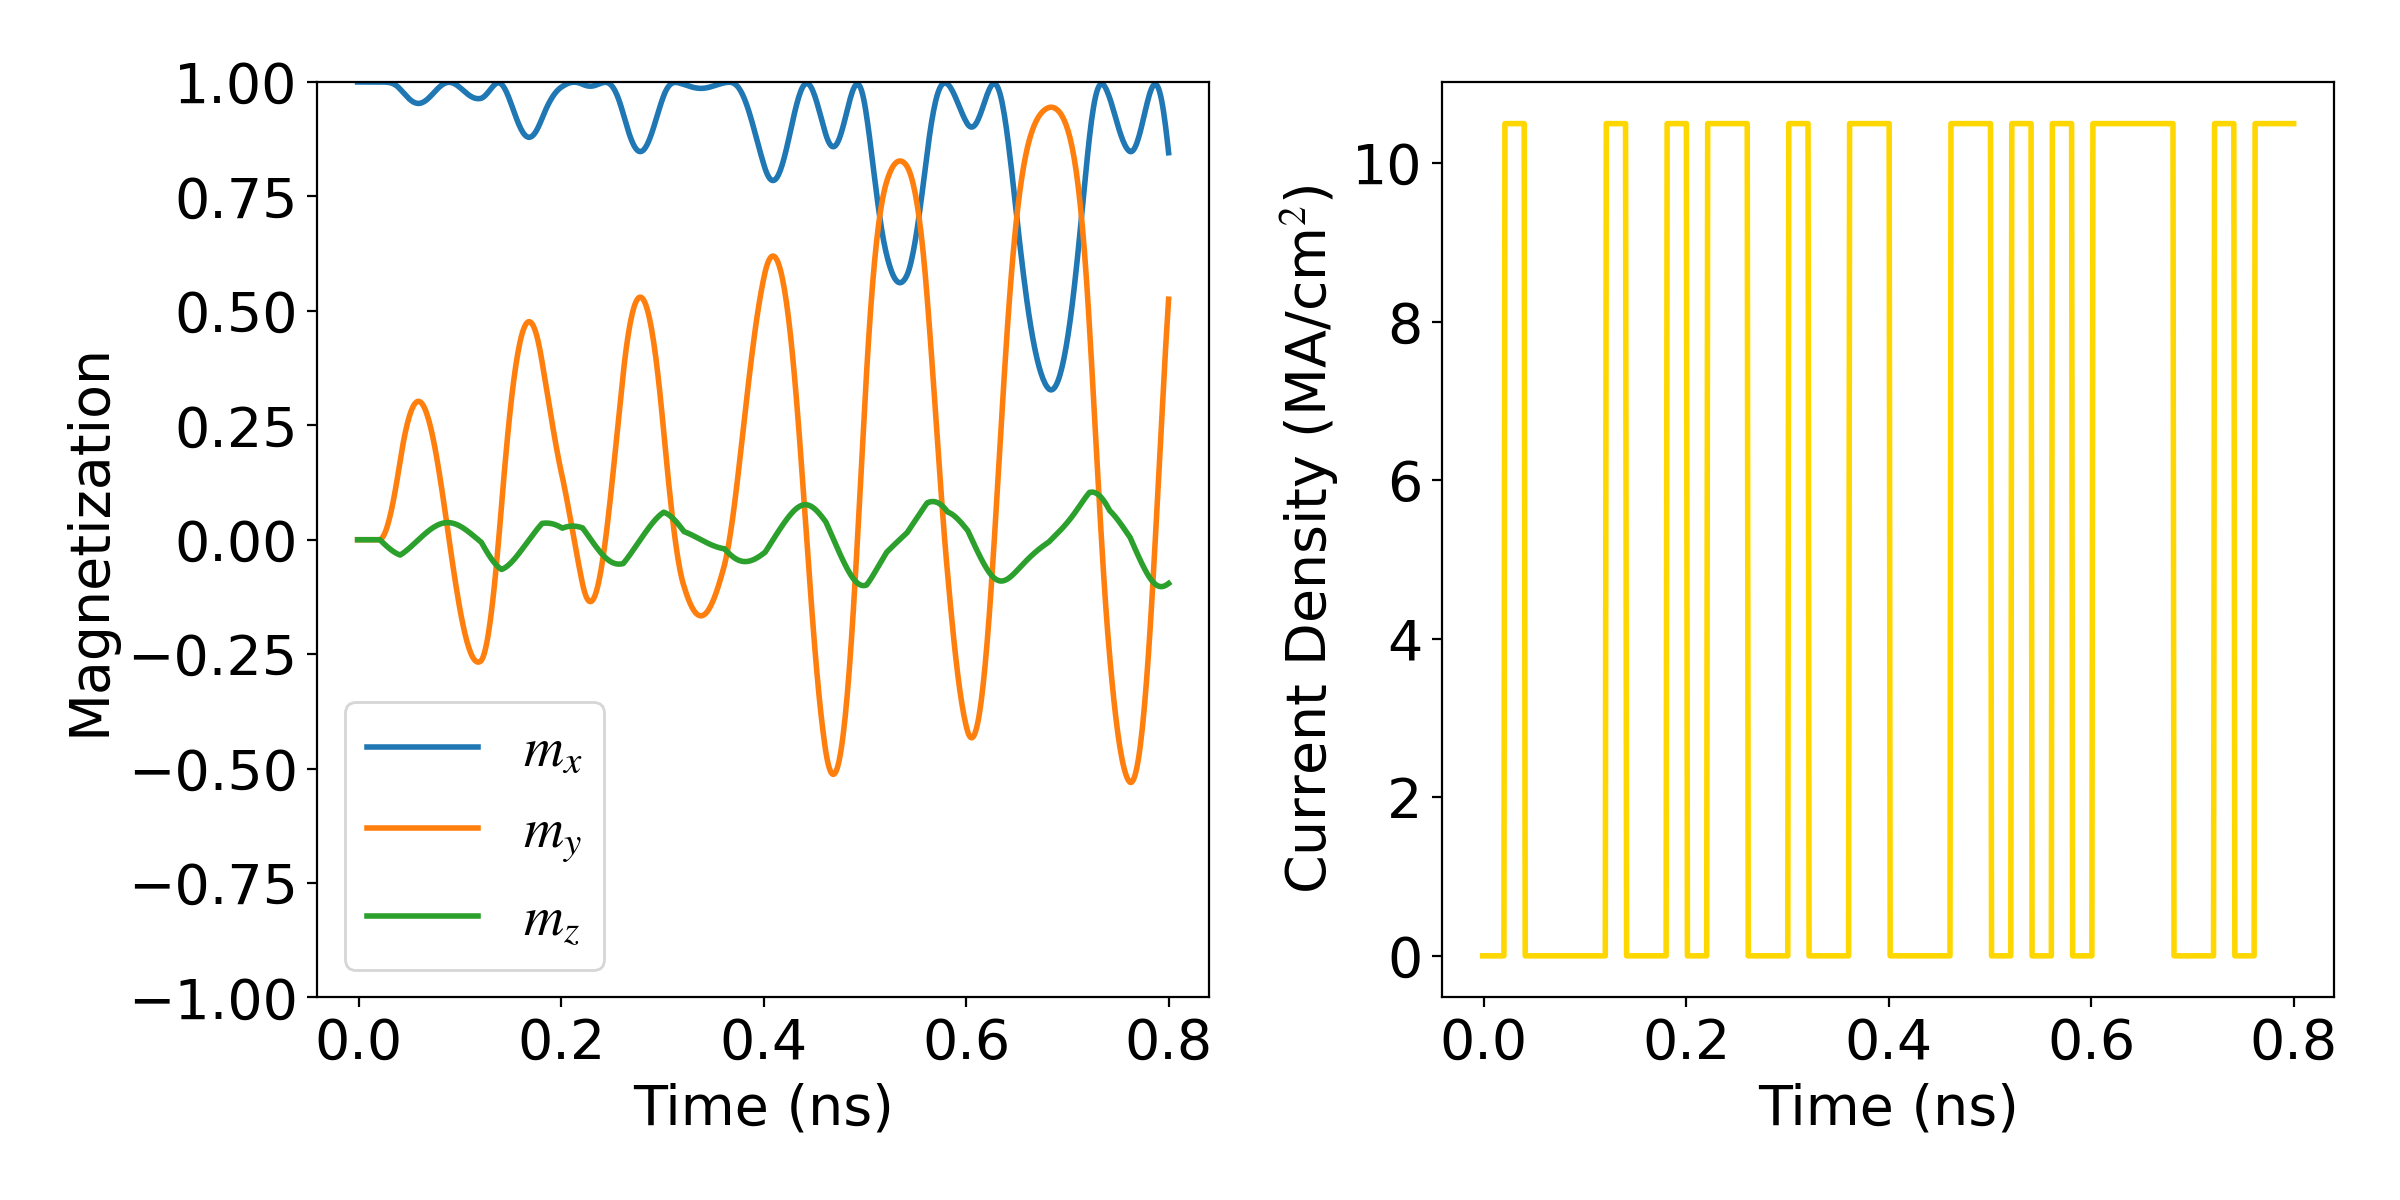 1.00
0.75
0.50
0.25
0.00
−0.25
−0.50
−0.75
−1.00
Magnetization
m_x
m_y
m_z
0.0 0.2 0.4 0.6 0.8
Time (ns)
10
8
6
4
2
0
Current Density (MA/cm²)
0.0 0.2 0.4 0.6 0.8
Time (ns)